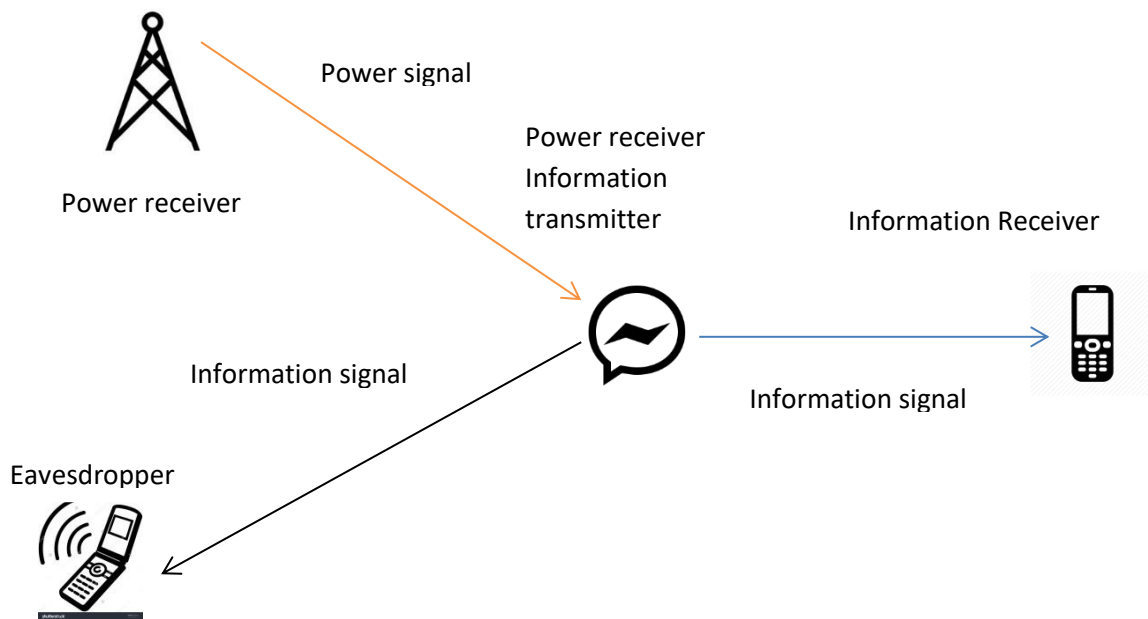 Power signal
Power receiver
Information
transmitter
Power receiver
Information Receiver
Information signal
Information signal
Eavesdropper